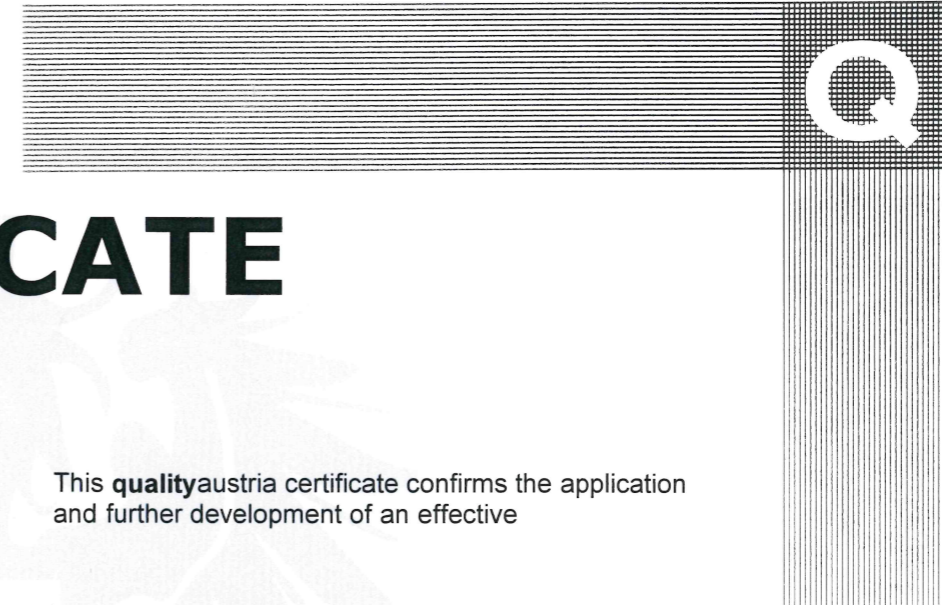 Q
CATE
This qualityaustria certificate confirms the application
and further development of an effective